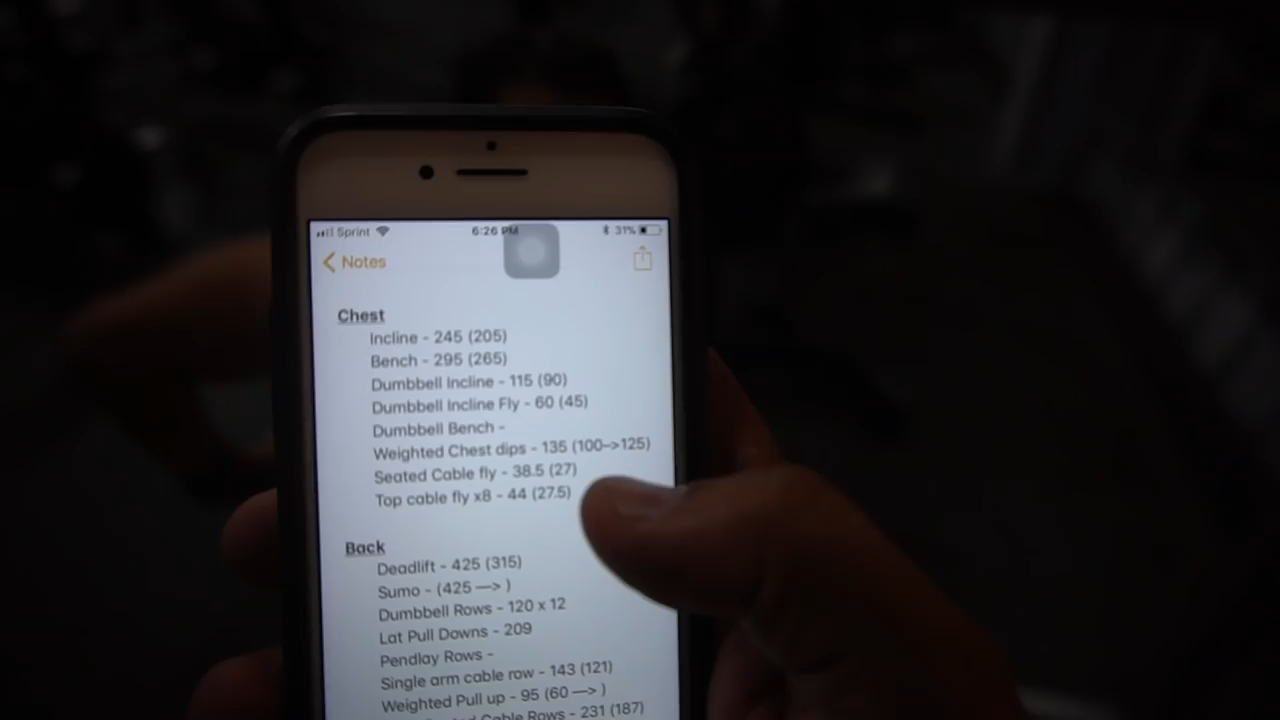 Sprint 6:26 PM 31%
Notes
Chest
Incline - 245 (205)
Bench - 295 (265)
Dumbbell Incline - 115 (90)
Dumbbell Incline Fly - 60 (45)
Dumbbell Bench -
Weighted Chest dips - 135 (100->125)
Seated Cable fly - 38.5 (27)
Top cable fly x8 - 44 (27.5)
Back
Deadlift - 425 (315)
Sumo - (425 —> )
Dumbbell Rows - 120 x 12
Lat Pull Downs - 209
Pendlay Rows -
Single arm cable row - 143 (121)
Weighted Pull up - 95 (60 —> )
Cable Rows - 231 (187)